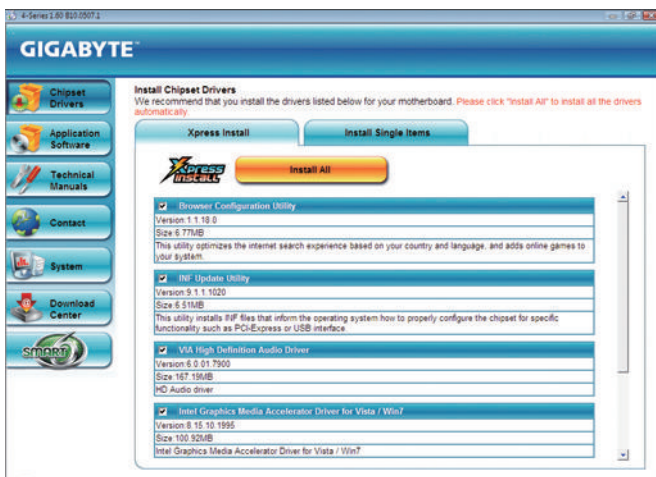 4-Series 1.60 B10.0507.1
GIGABYTE™
Chipset
Drivers
Application
Software
Technical
Manuals
Contact
System
Download
Center
SMART 6
Install Chipset Drivers
We recommend that you install the drivers listed below for your motherboard. Please click "Install All" to install all the drivers
automatically.
Xpress Install
Install Single Items
Xpress
INSTALL
Install All
Browser Configuration Utility
Version:1.1.18.0
Size:6.77MB
This utility optimizes the internet search experience based on your country and language, and adds online games to
your system.
INF Update Utility
Version:9.1.1.1020
Size:6.51MB
This utility installs INF files that inform the operating system how to properly configure the chipset for specific
functionality such as PCI-Express or USB interface.
VIA High Definition Audio Driver
Version:6.0.01.7900
Size:167.19MB
HD Audio driver
Intel Graphics Media Accelerator Driver for Vista / Win7
Version:8.15.10.1995
Size:100.92MB
Intel Graphics Media Accelerator Driver for Vista / Win7